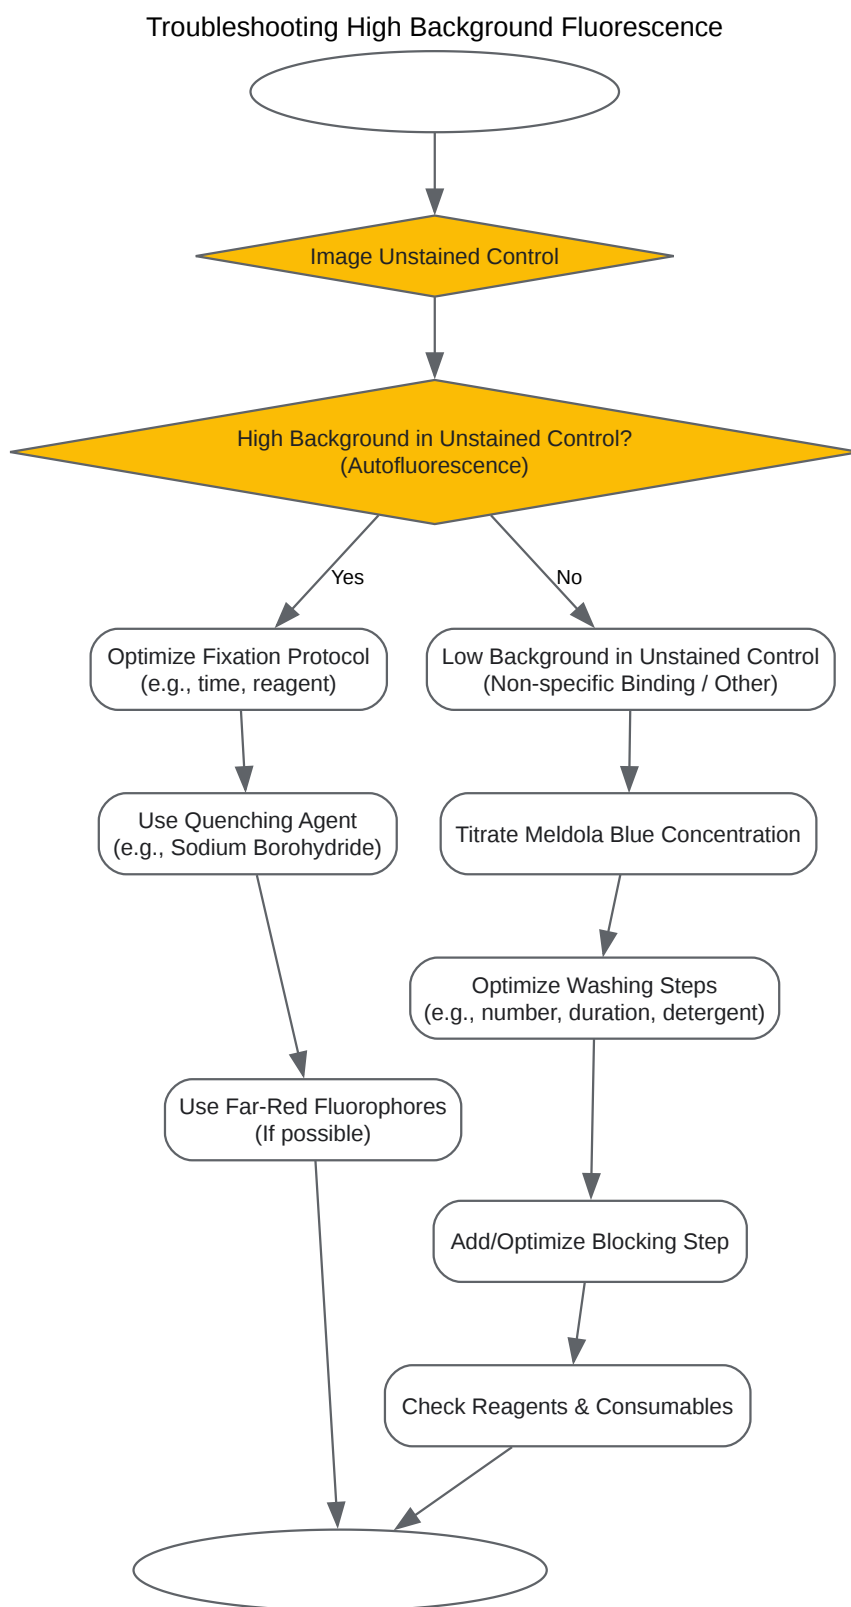 Troubleshooting High Background Fluorescence
Image Unstained Control
High Background in Unstained Control?
(Autofluorescence)
Yes
No
Optimize Fixation Protocol
(e.g., time, reagent)
Low Background in Unstained Control
(Non-specific Binding / Other)
Use Quenching Agent
(e.g., Sodium Borohydride)
Titrate Meldola Blue Concentration
Optimize Washing Steps
(e.g., number, duration, detergent)
Use Far-Red Fluorophores
(If possible)
Add/Optimize Blocking Step
Check Reagents & Consumables